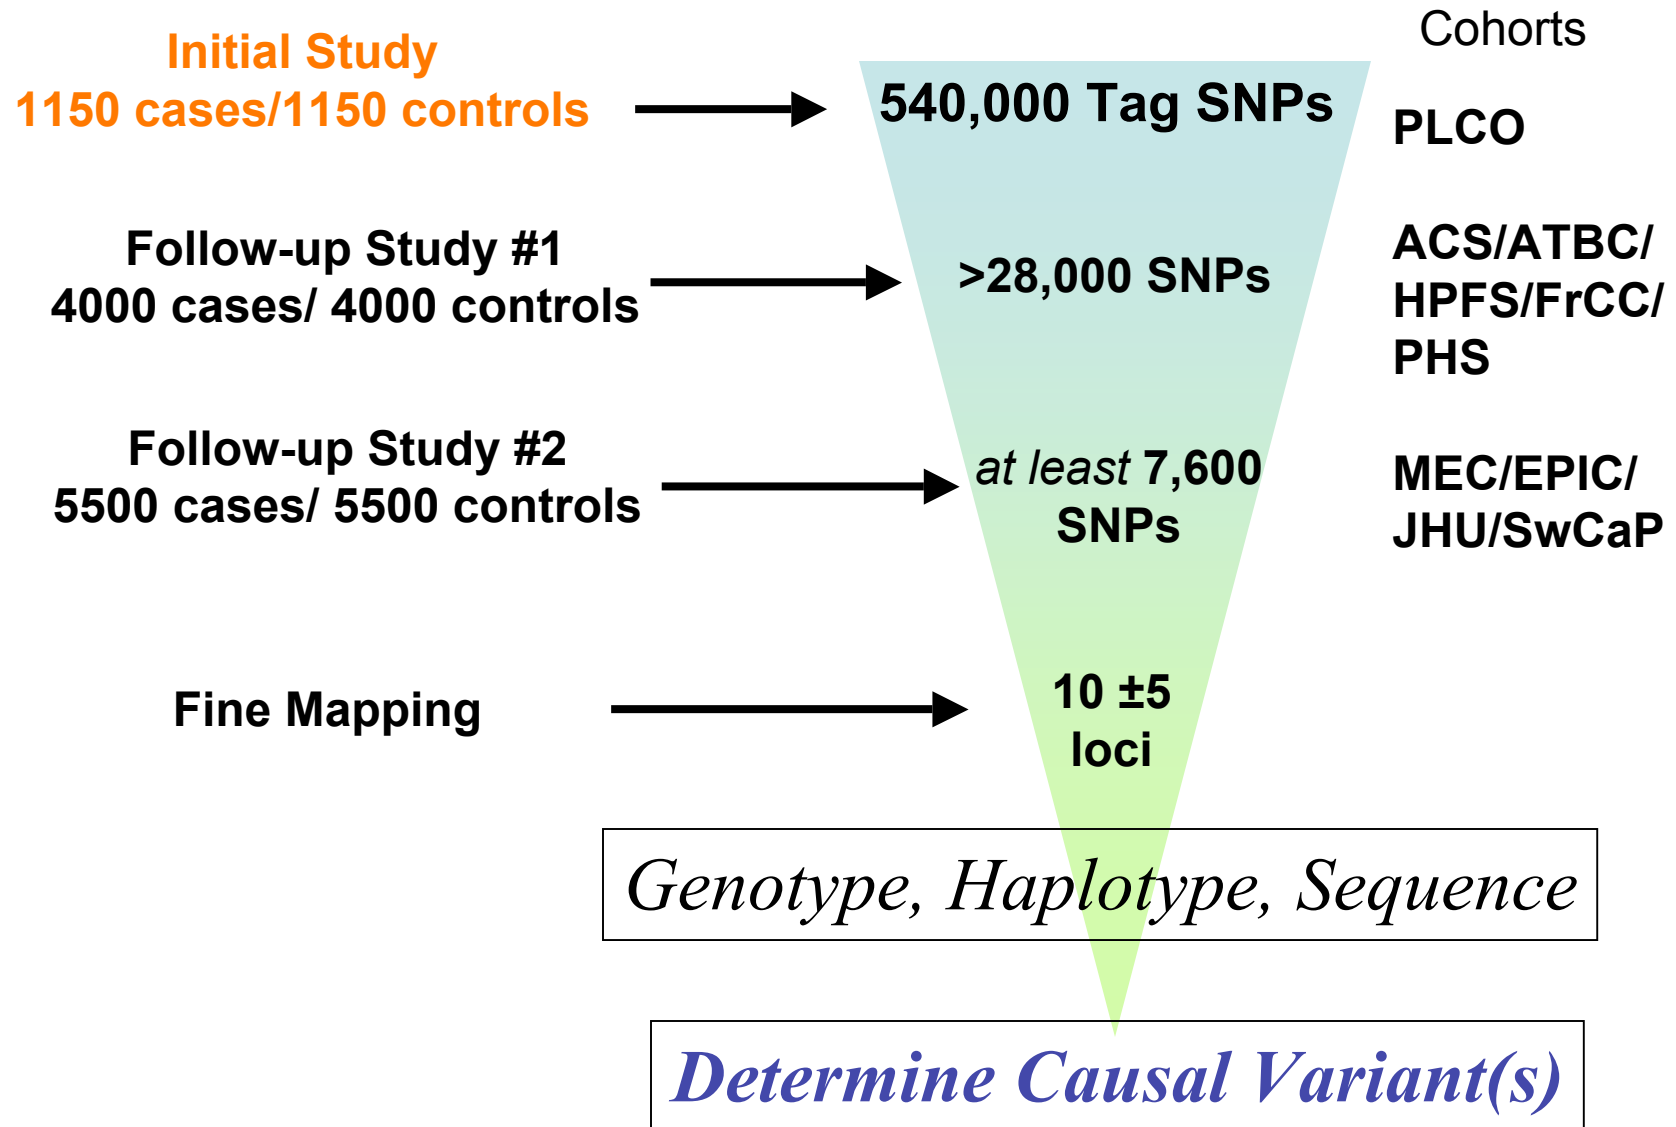 Cohorts
Initial Study
1150 cases/1150 controls
540,000 Tag SNPs
PLCO
Follow-up Study #1
4000 cases/ 4000 controls
>28,000 SNPs
ACS/ATBC/
HPFS/FrCC/
PHS
Follow-up Study #2
5500 cases/ 5500 controls
at least 7,600
SNPs
MEC/EPIC/
JHU/SwCaP
Fine Mapping
10 ±5
loci
Genotype, Haplotype, Sequence
Determine Causal Variant(s)